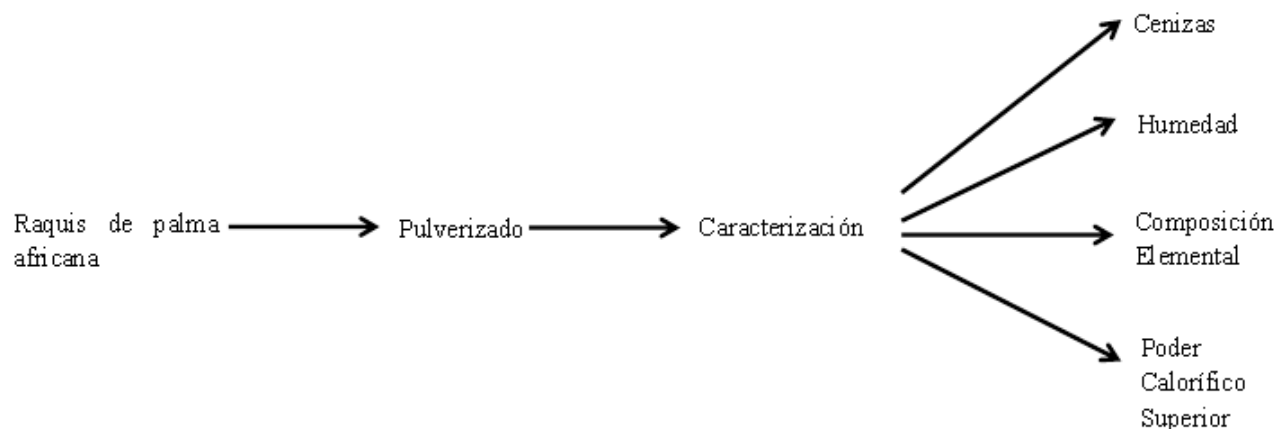 Raquis de palma
africana
Pulverizado
Caracterización
Cenizas
Humedad
Composición
Elemental
Poder
Calorífico
Superior